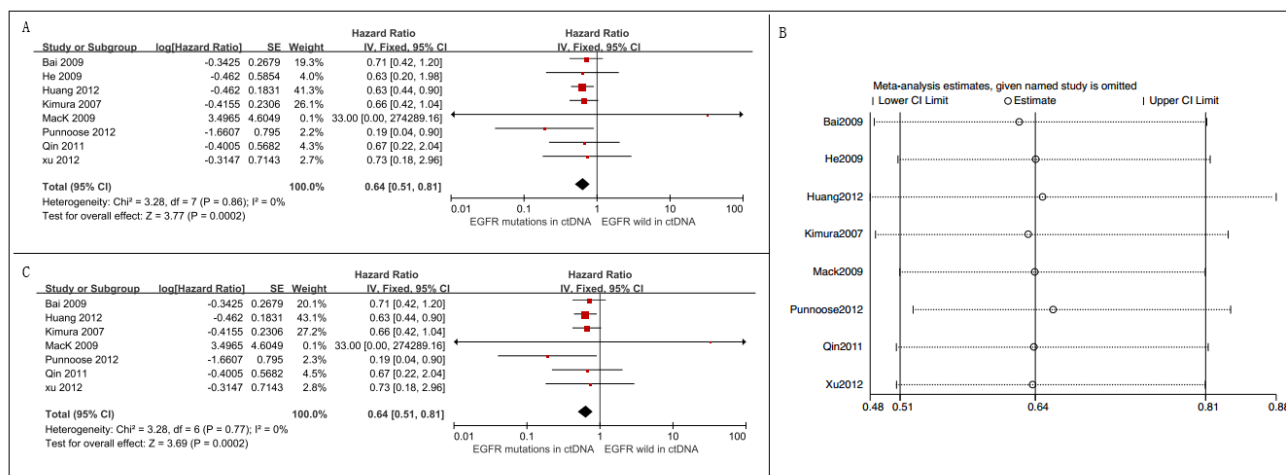 A
Hazard Ratio Hazard Ratio
Study or Subgroup log[Hazard Ratio] SE Weight IV, Fixed, 95% CI IV, Fixed, 95% CI
Bai 2009 -0.3425 0.2679 19.3% 0.71 [0.42, 1.20]
He 2009 -0.462 0.5854 4.0% 0.63 [0.20, 1.98]
Huang 2012 -0.462 0.1831 41.3% 0.63 [0.44, 0.90]
Kimura 2007 -0.4155 0.2306 26.1% 0.66 [0.42, 1.04]
MacK 2009 3.4965 4.6049 0.1% 33.00 [0.00, 274289.16]
Punnoose 2012 -1.6607 0.795 2.2% 0.19 [0.04, 0.90]
Qin 2011 -0.4005 0.5682 4.3% 0.67 [0.22, 2.04]
xu 2012 -0.3147 0.7143 2.7% 0.73 [0.18, 2.96]
Total (95% CI) 100.0% 0.64 [0.51, 0.81]
Heterogeneity: Chi² = 3.28, df = 7 (P = 0.86); I² = 0%
Test for overall effect: Z = 3.77 (P = 0.0002)
0.01 0.1 1 10 100
EGFR mutations in ctDNA EGFR wild in ctDNA
C
Hazard Ratio Hazard Ratio
Study or Subgroup log[Hazard Ratio] SE Weight IV, Fixed, 95% CI IV, Fixed, 95% CI
Bai 2009 -0.3425 0.2679 20.1% 0.71 [0.42, 1.20]
Huang 2012 -0.462 0.1831 43.1% 0.63 [0.44, 0.90]
Kimura 2007 -0.4155 0.2306 27.2% 0.66 [0.42, 1.04]
MacK 2009 3.4965 4.6049 0.1% 33.00 [0.00, 274289.16]
Punnoose 2012 -1.6607 0.795 2.3% 0.19 [0.04, 0.90]
Qin 2011 -0.4005 0.5682 4.5% 0.67 [0.22, 2.04]
xu 2012 -0.3147 0.7143 2.8% 0.73 [0.18, 2.96]
Total (95% CI) 100.0% 0.64 [0.51, 0.81]
Heterogeneity: Chi² = 3.28, df = 6 (P = 0.77); I² = 0%
Test for overall effect: Z = 3.69 (P = 0.0002)
0.01 0.1 1 10 100
EGFR mutations in ctDNA EGFR wild in ctDNA
B
Meta-analysis estimates, given named study is omitted
Lower CI Limit Estimate Upper CI Limit
Bai2009
He2009
Huang2012
Kimura2007
Mack2009
Punnoose2012
Qin2011
Xu2012
0.48 0.51 0.64 0.81 0.88